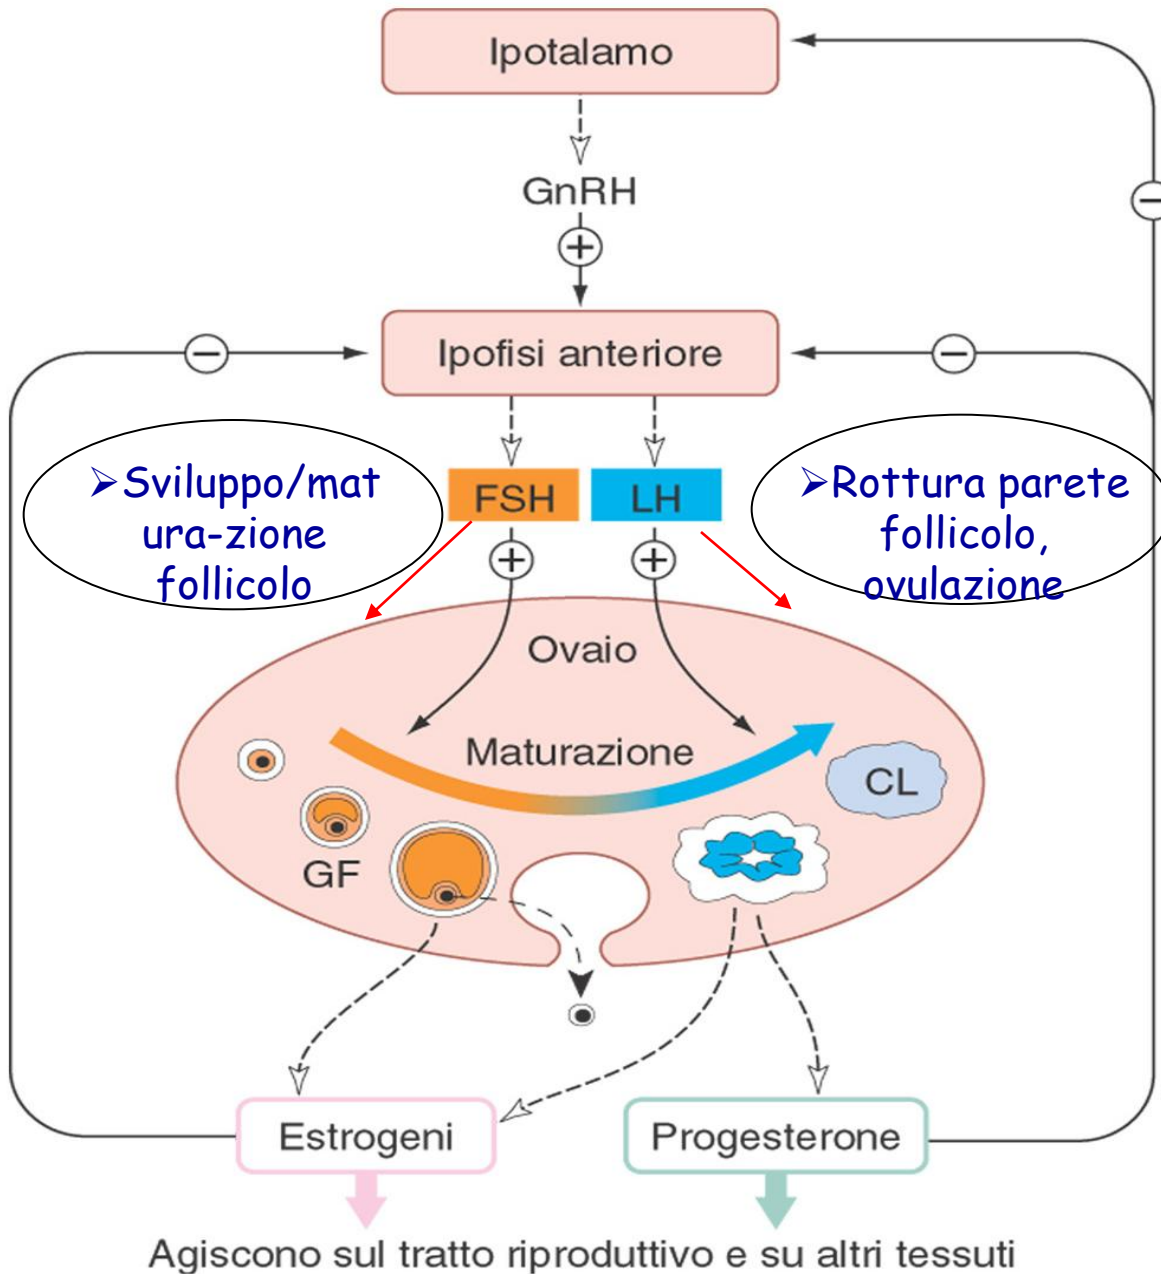 Ipotalamo
GnRH
+
−
Ipofisi anteriore
−
−
➢Sviluppo/mat
ura-zione
follicolo
FSH
LH
➢Rottura parete
follicolo,
ovulazione
+
+
Ovaio
Maturazione
CL
GF
Estrogeni
Progesterone
Agiscono sul tratto riproduttivo e su altri tessuti